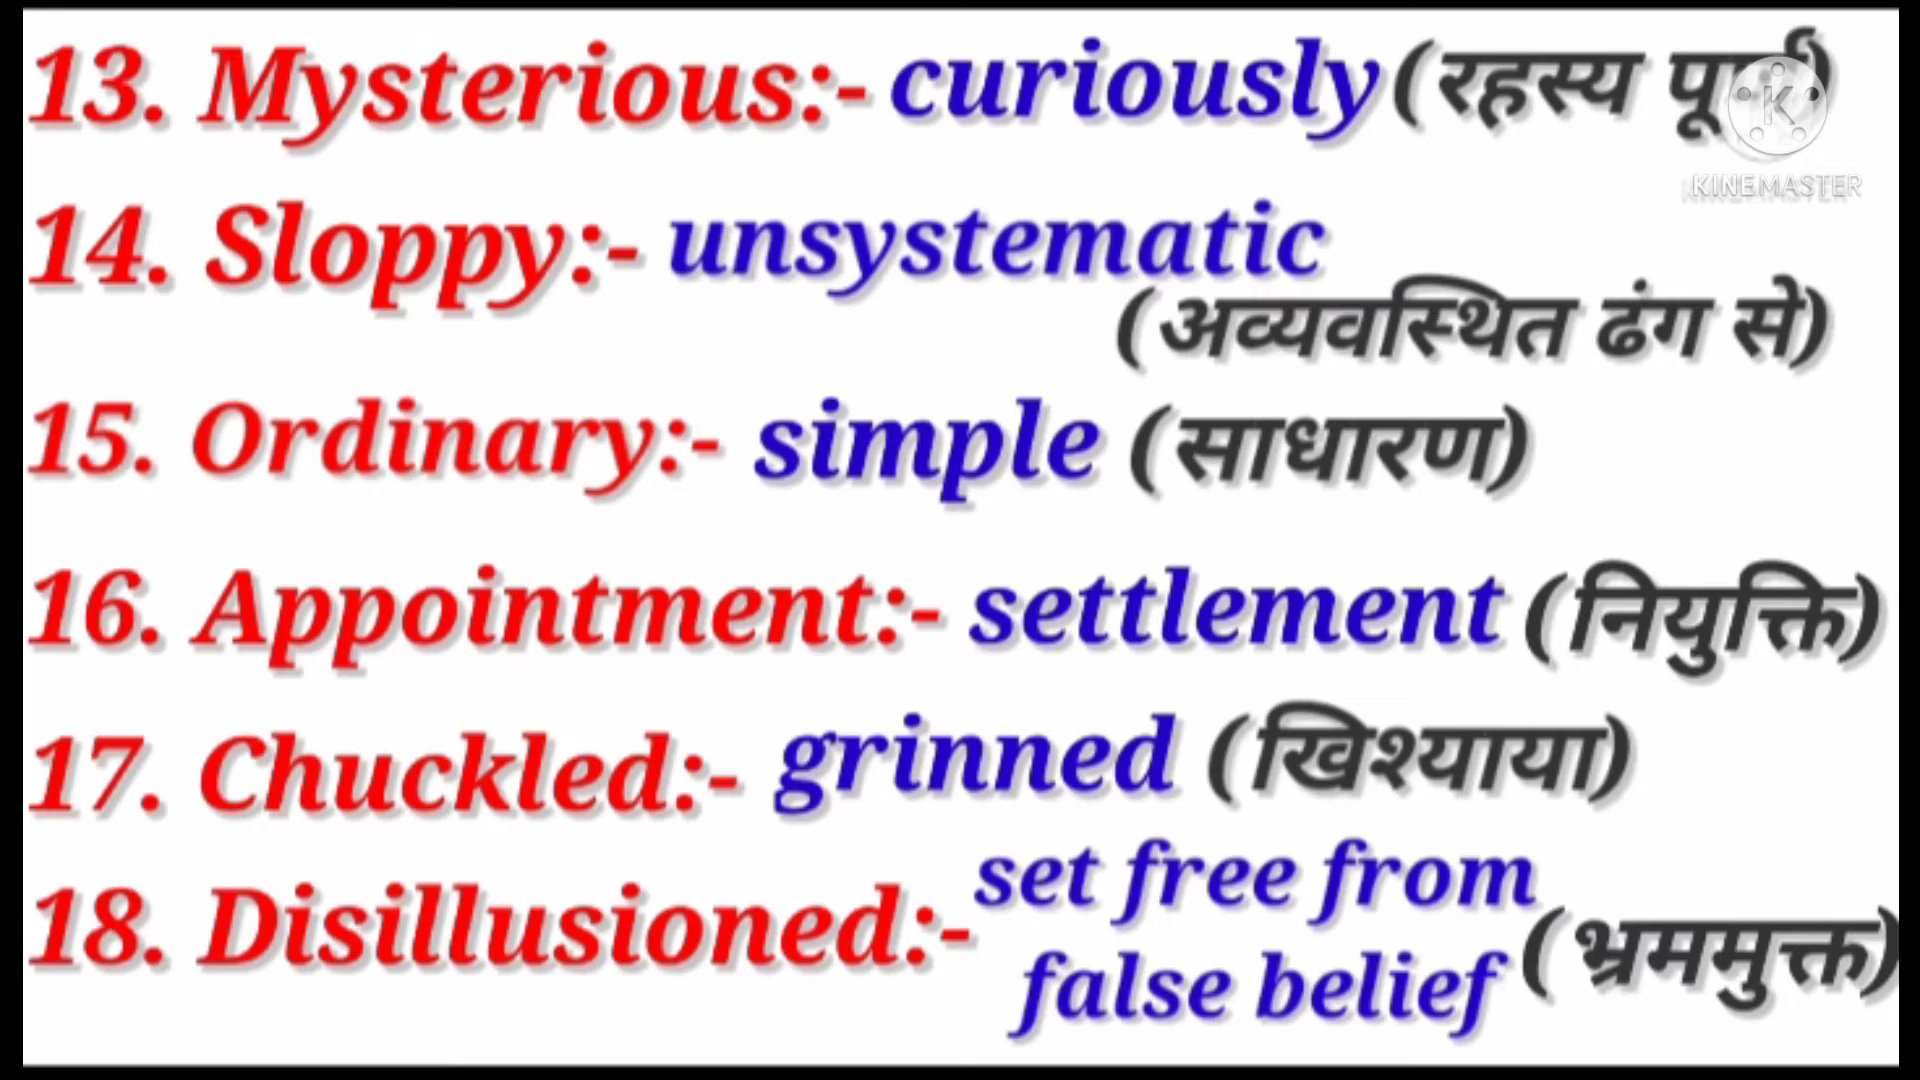 13. Mysterious:- curiously (रहस्य पूर्ण)
KINEMASTER
14. Sloppy:- unsystematic
(अव्यवस्थित ढंग से)
15. Ordinary:- simple (साधारण)
16. Appointment:- settlement (नियुक्ति)
17. Chuckled:- grinned (खिश्याया)
18. Disillusioned:- set free from
false belief (भ्रममुक्त)